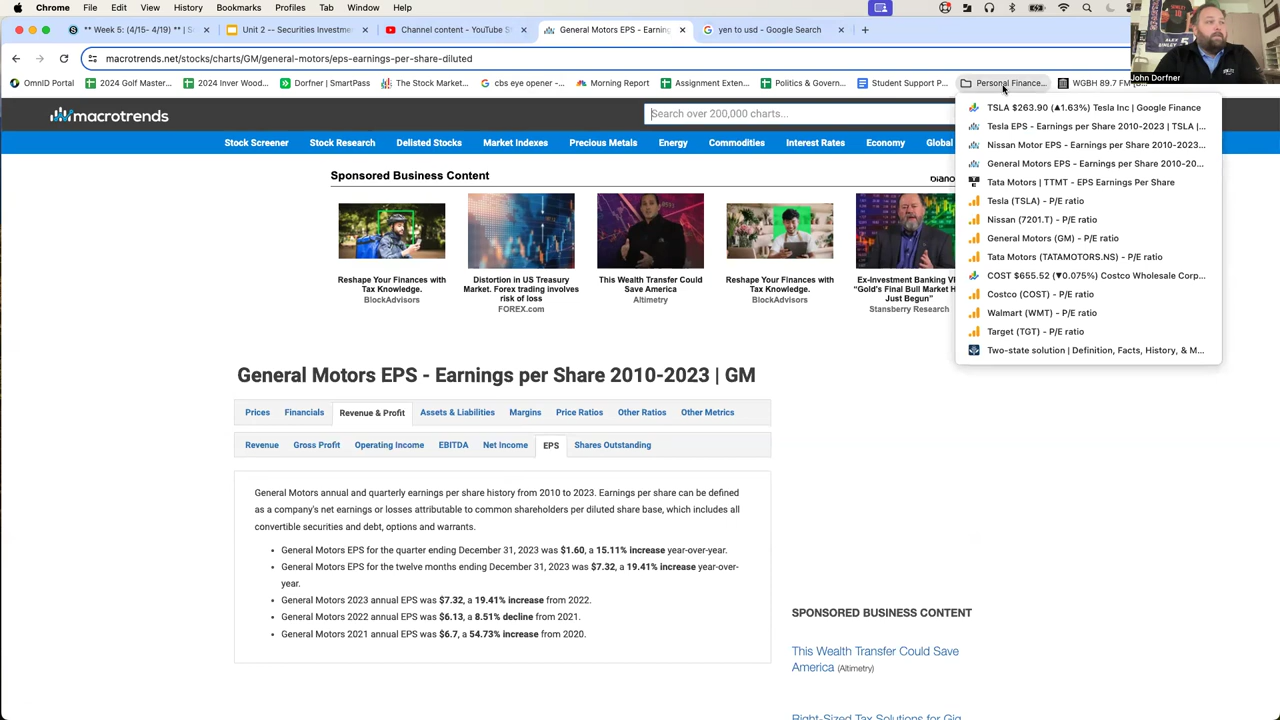 Chrome File Edit View History Bookmarks Profiles Tab Window Help
** Week 5: (4/15- 4/19) ** |
Unit 2 -- Securities Investme
Channel content - YouTube S
General Motors EPS - Earning
yen to usd - Google Search
macrotrends.net/stocks/charts/GM/general-motors/eps-earnings-per-share-diluted
OmnID Portal
2024 Golf Master...
2024 Inver Wood...
Dorfner | SmartPass
The Stock Market...
cbs eye opener -...
Morning Report
Assignment Exten...
Politics & Govern...
Student Support P...
Personal Finance...
WGBH 89.7 FM
John Dorfner
macrotrends
Search over 200,000 charts...
Stock Screener Stock Research Delisted Stocks Market Indexes Precious Metals Energy Commodities Interest Rates Economy Global
TSLA $263.90 (▲1.63%) Tesla Inc | Google Finance
Tesla EPS - Earnings per Share 2010-2023 | TSLA |...
Nissan Motor EPS - Earnings per Share 2010-2023...
General Motors EPS - Earnings per Share 2010-20...
Tata Motors | TTMT - EPS Earnings Per Share
Tesla (TSLA) - P/E ratio
Nissan (7201.T) - P/E ratio
General Motors (GM) - P/E ratio
Tata Motors (TATAMOTORS.NS) - P/E ratio
COST $655.52 (▼0.075%) Costco Wholesale Corp...
Costco (COST) - P/E ratio
Walmart (WMT) - P/E ratio
Target (TGT) - P/E ratio
Two-state solution | Definition, Facts, History, & M...
Sponsored Business Content
Reshape Your Finances with
Tax Knowledge.
BlockAdvisors
Distortion in US Treasury
Market. Forex trading involves
risk of loss
FOREX.com
This Wealth Transfer Could
Save America
Altimetry
Reshape Your Finances with
Tax Knowledge.
BlockAdvisors
Ex-Investment Banking VP
"Gold's Final Bull Market H
Just Begun"
Stansberry Research
General Motors EPS - Earnings per Share 2010-2023 | GM
Prices Financials Revenue & Profit Assets & Liabilities Margins Price Ratios Other Ratios Other Metrics
Revenue Gross Profit Operating Income EBITDA Net Income EPS Shares Outstanding
General Motors annual and quarterly earnings per share history from 2010 to 2023. Earnings per share can be defined
as a company's net earnings or losses attributable to common shareholders per diluted share base, which includes all
convertible securities and debt, options and warrants.
• General Motors EPS for the quarter ending December 31, 2023 was $1.60, a 15.11% increase year-over-year.
• General Motors EPS for the twelve months ending December 31, 2023 was $7.32, a 19.41% increase year-over-
year.
• General Motors 2023 annual EPS was $7.32, a 19.41% increase from 2022.
• General Motors 2022 annual EPS was $6.13, a 8.51% decline from 2021.
• General Motors 2021 annual EPS was $6.7, a 54.73% increase from 2020.
SPONSORED BUSINESS CONTENT
This Wealth Transfer Could Save
America (Altimetry)
Right-Sized Tax Solutions for Gig